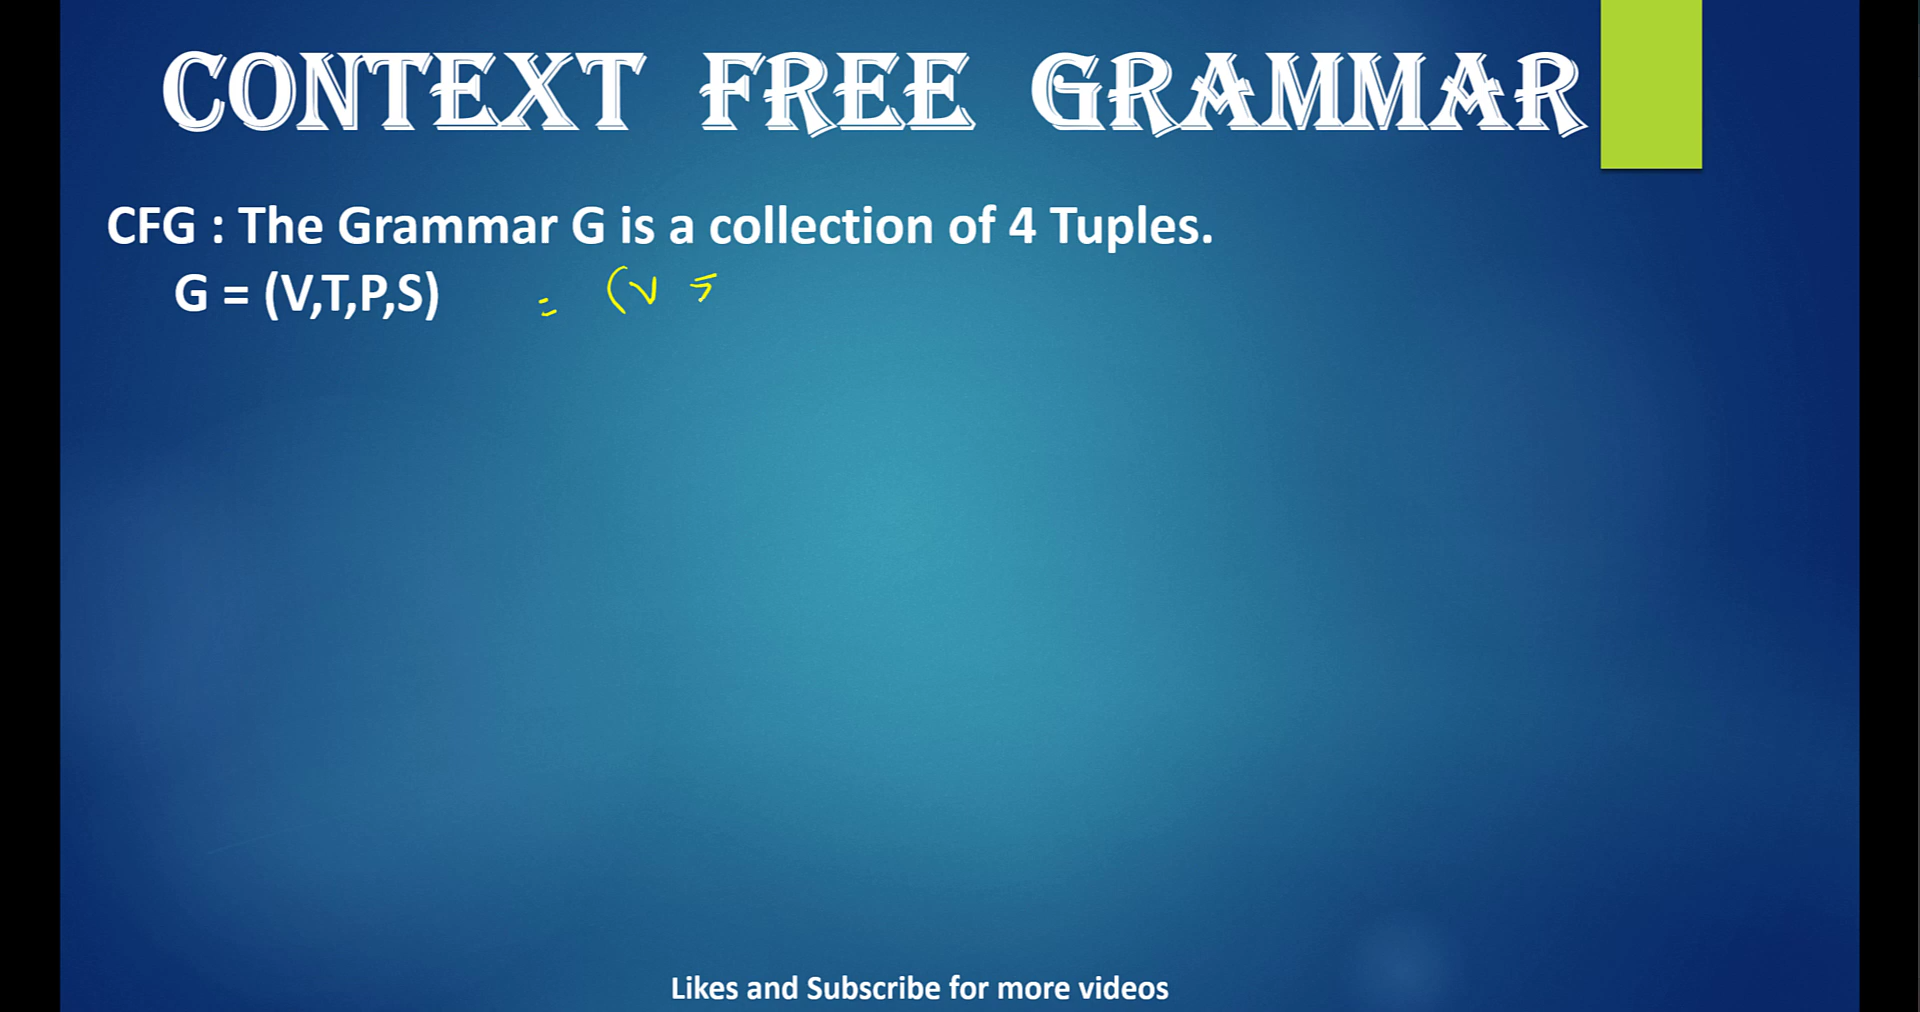 CONTEXT FREE GRAMMAR
CFG : The Grammar G is a collection of 4 Tuples.
G = (V,T,P,S) = (V
Likes and Subscribe for more videos